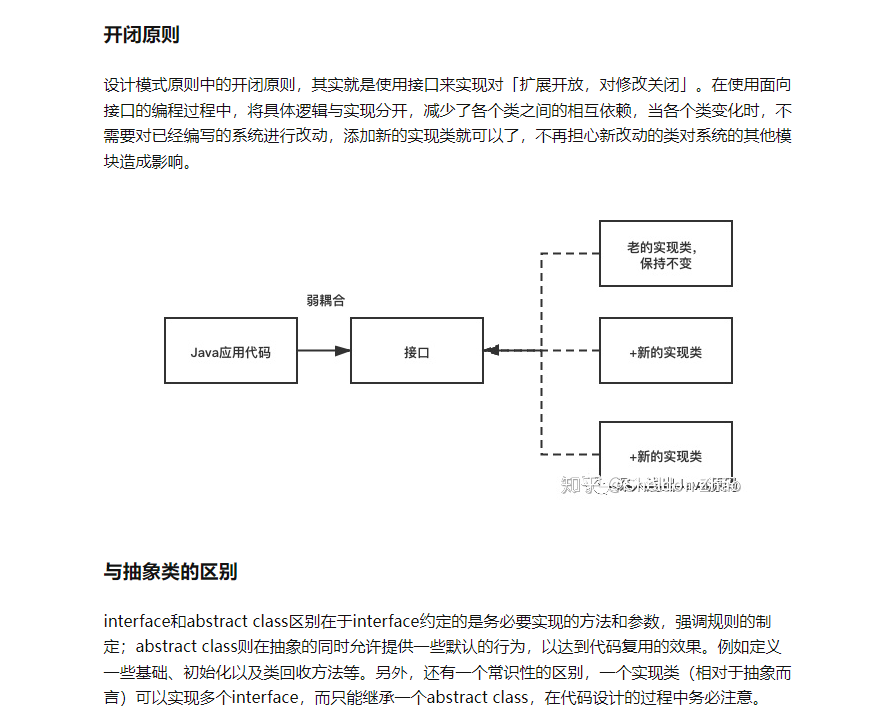 开闭原则
设计模式原则中的开闭原则，其实就是使用接口来实现对「扩展开放，对修改关闭」。在使用面向
接口的编程过程中，将具体逻辑与实现分开，减少了各个类之间的相互依赖，当各个类变化时，不
需要对已经编写的系统进行改动，添加新的实现类就可以了，不再担心新改动的类对系统的其他模
块造成影响。
老的实现类，
保持不变
弱耦合
Java应用代码
接口
+新的实现类
+新的实现类
知乎
与抽象类的区别
interface和abstract class区别在于interface约定的是务必要实现的方法和参数，强调规则的制
定；abstract class则在抽象的同时允许提供一些默认的行为，以达到代码复用的效果。例如定义
一些基础、初始化以及类回收方法等。另外，还有一个常识性的区别，一个实现类（相对于抽象而
言）可以实现多个interface，而只能继承一个abstract class，在代码设计的过程中务必注意。